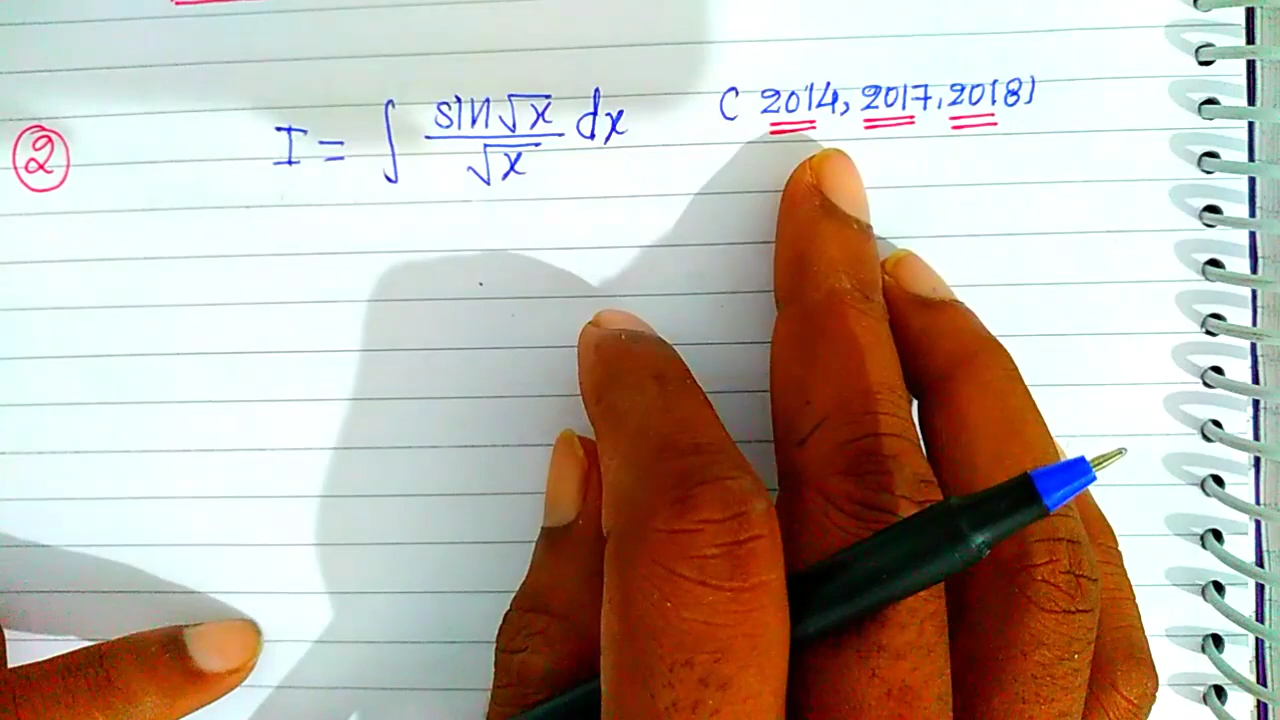 ② I = ∫ sin√x / √x dx (2014, 2017, 2018)